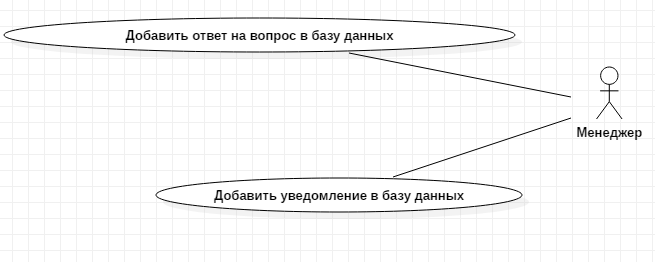 Добавить ответ на вопрос в базу данных
Менеджер
Добавить уведомление в базу данных